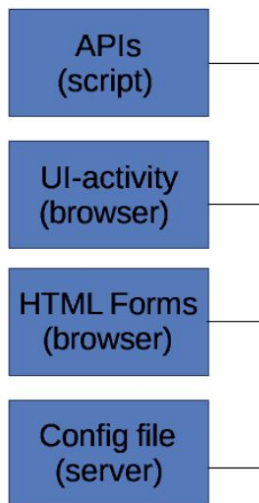 APIs
(script)
UI-activity
(browser)
HTML Forms
(browser)
Config file
(server)